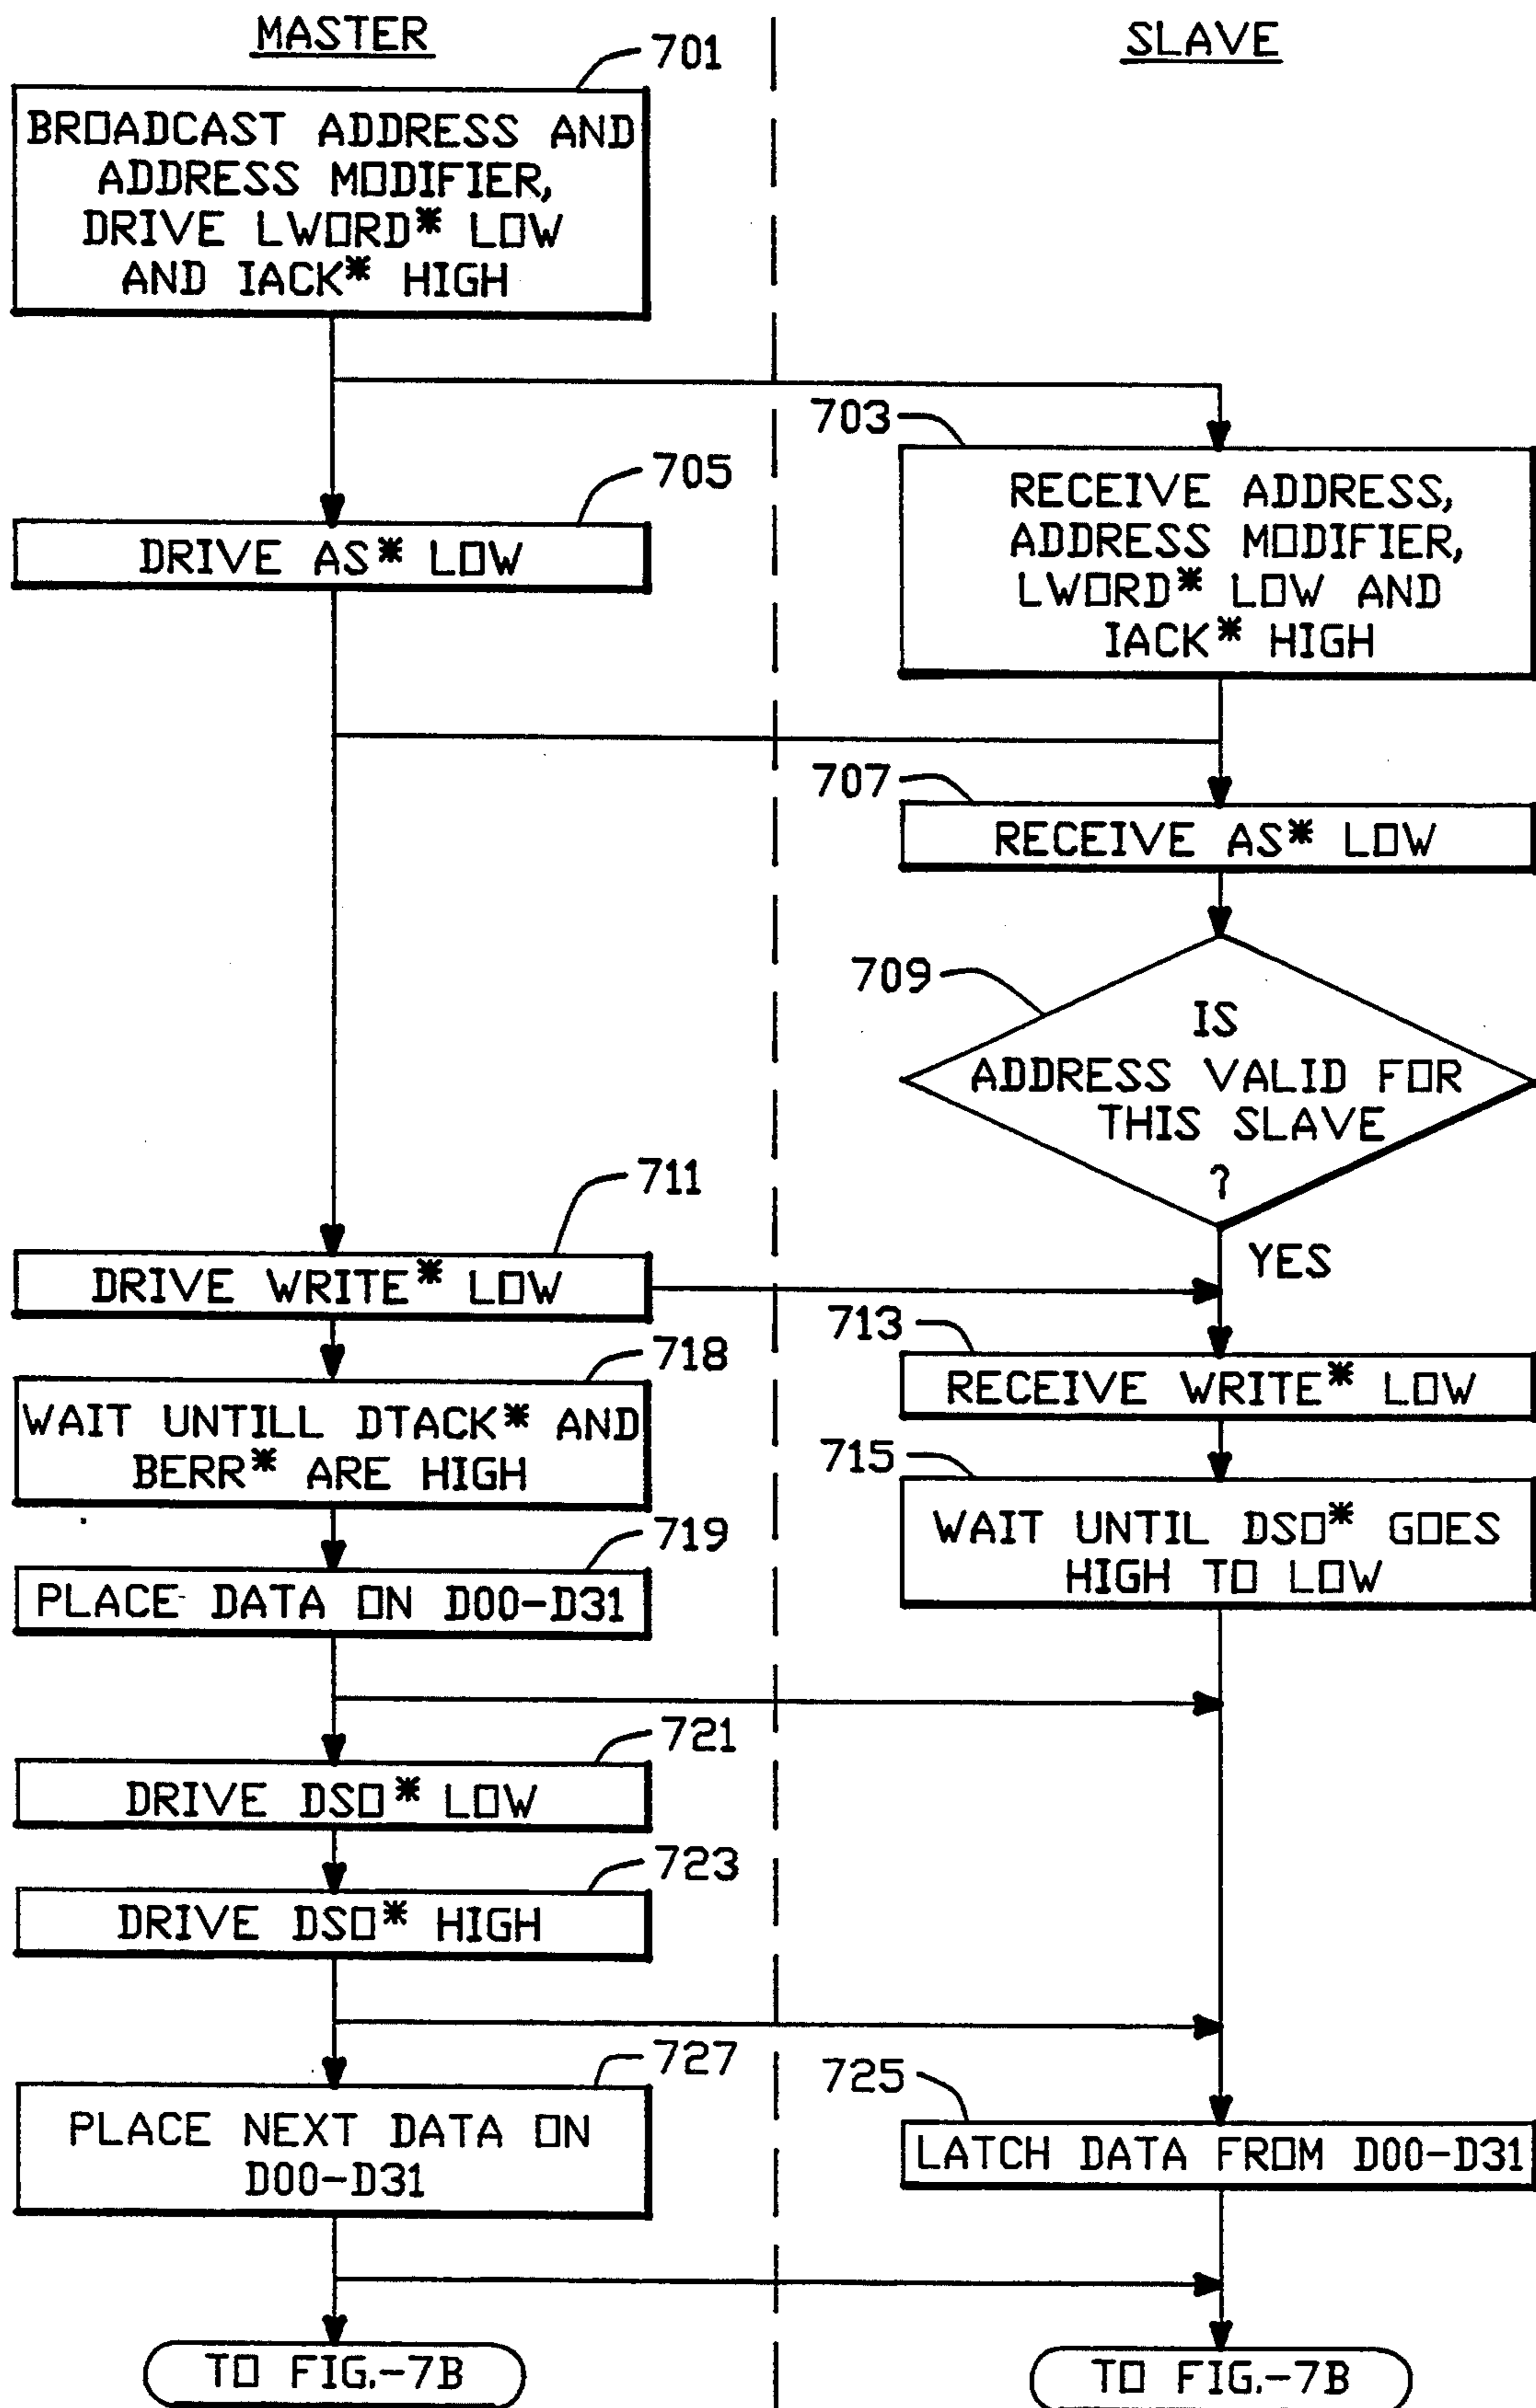 MASTER
SLAVE
701
BROADCAST ADDRESS AND
ADDRESS MODIFIER,
DRIVE LWORD* LOW
AND IACK* HIGH
703
RECEIVE ADDRESS,
ADDRESS MODIFIER,
LWORD* LOW AND
IACK* HIGH
705
DRIVE AS* LOW
707
RECEIVE AS* LOW
709
IS
ADDRESS VALID FOR
THIS SLAVE
?
YES
711
DRIVE WRITE* LOW
713
RECEIVE WRITE* LOW
718
WAIT UNTILL DTACK* AND
BERR* ARE HIGH
715
WAIT UNTIL DSO* GOES
HIGH TO LOW
719
PLACE DATA ON D00-D31
721
DRIVE DSO* LOW
723
DRIVE DSO* HIGH
727
PLACE NEXT DATA ON
D00-D31
725
LATCH DATA FROM D00-D31
TO FIG.-7B
TO FIG.-7B